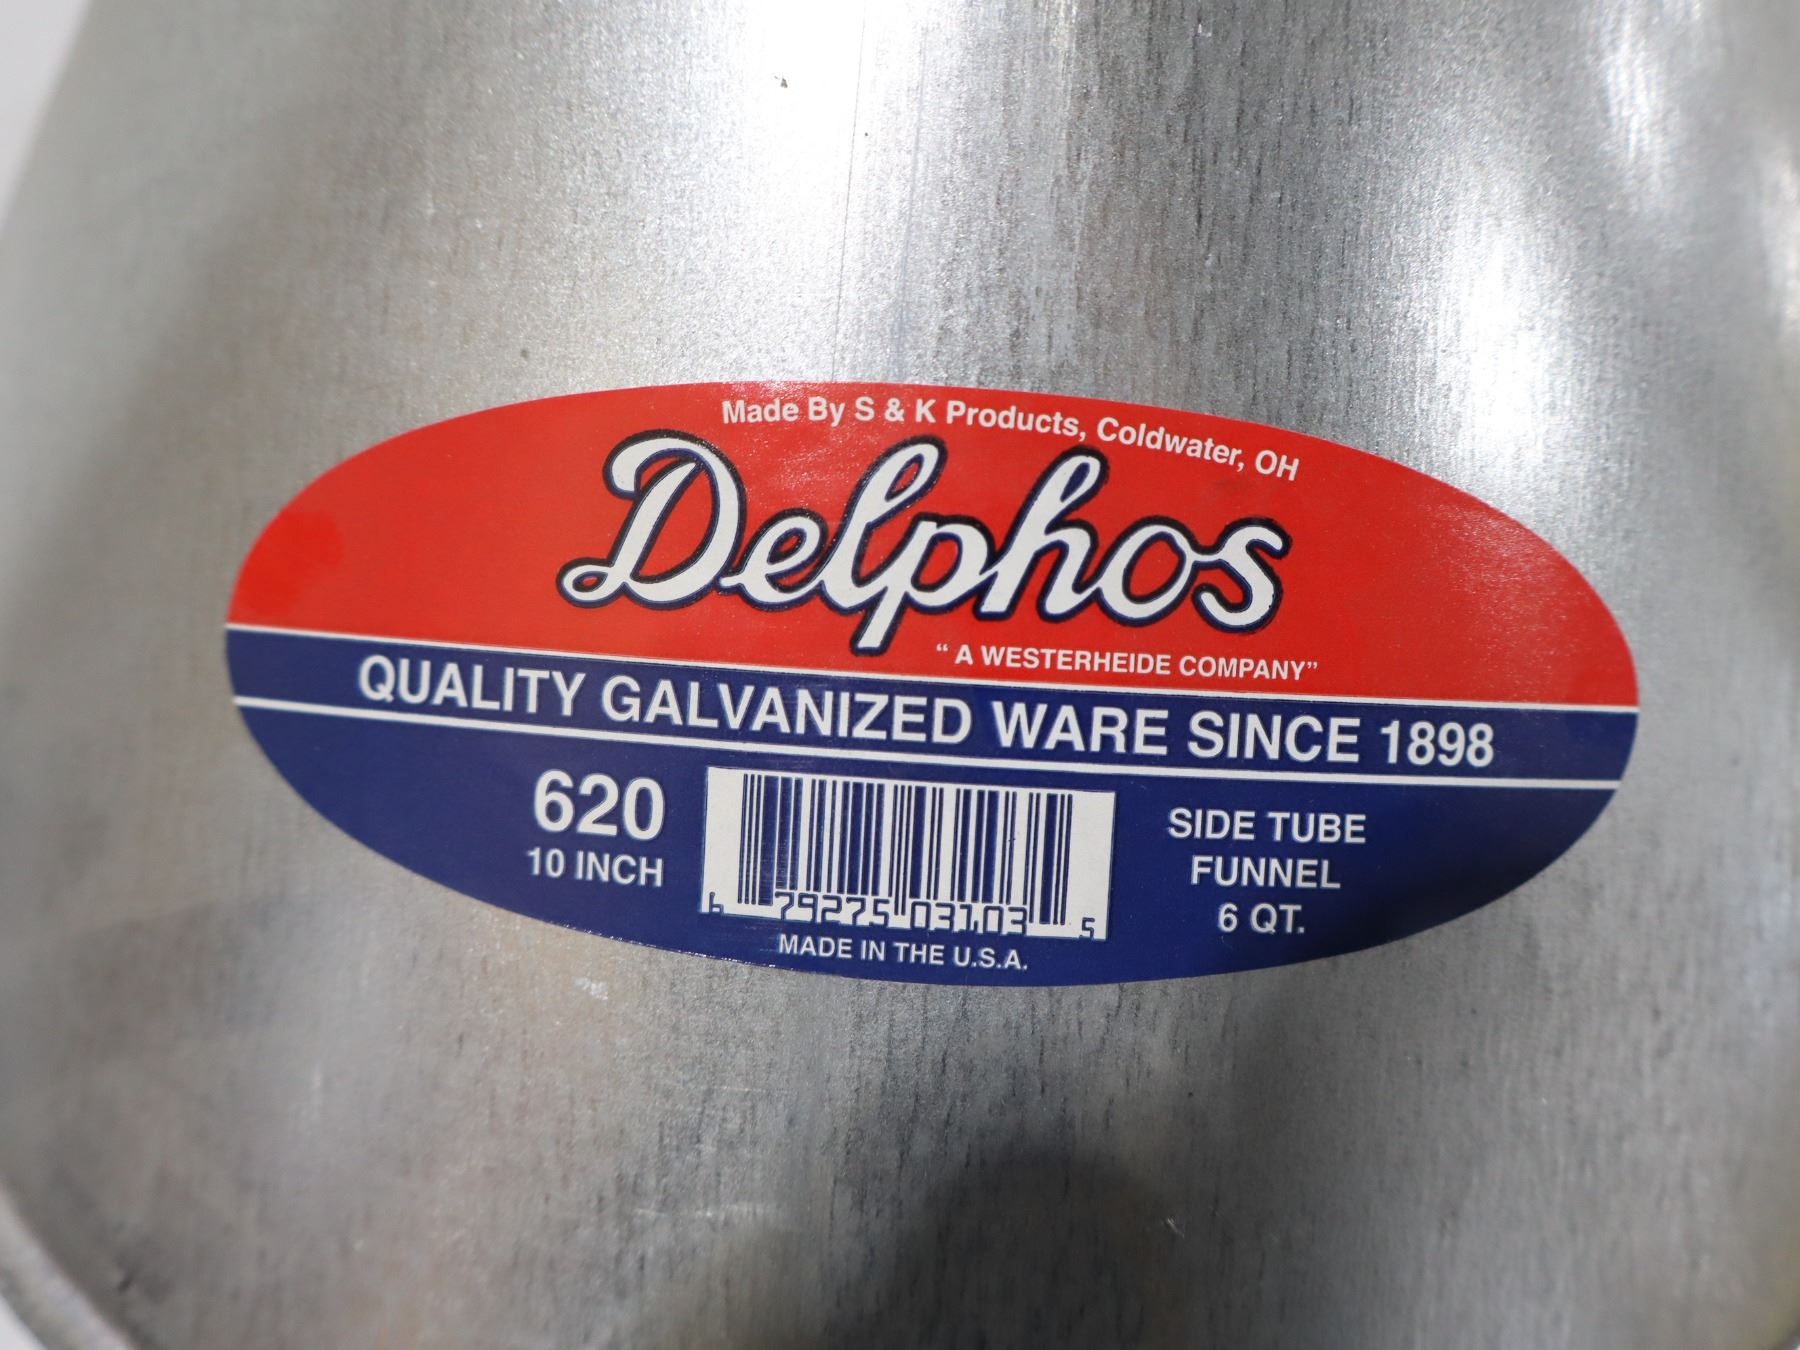 Made By S & K Products, Coldwater, OH
Delphos
“ A WESTERHEIDE COMPANY”
QUALITY GALVANIZED WARE SINCE 1898
620
10 INCH
6 79275 03103 5
MADE IN THE U.S.A.
SIDE TUBE
FUNNEL
6 QT.